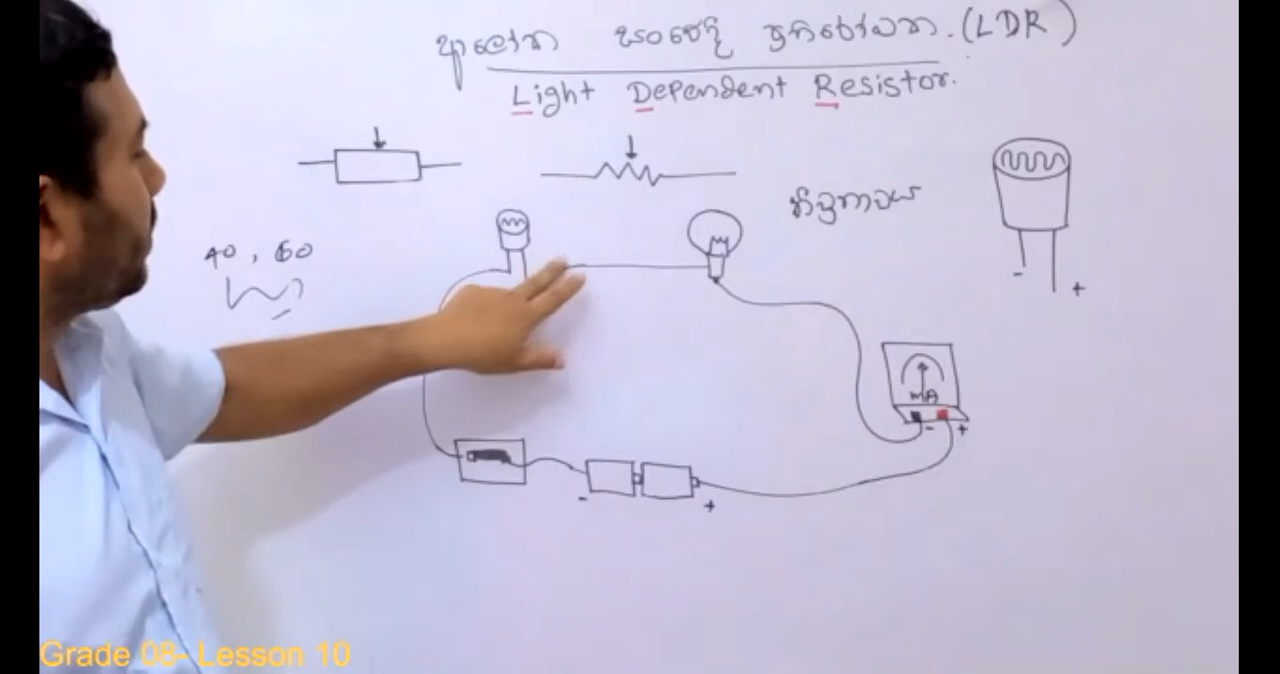 ආලෝක සංවේදී ප්‍රතිරෝධක.(LDR)
Light Dependent Resistor.
40, 60
W
- +
mA
- +
- +
Grade 08- Lesson 10